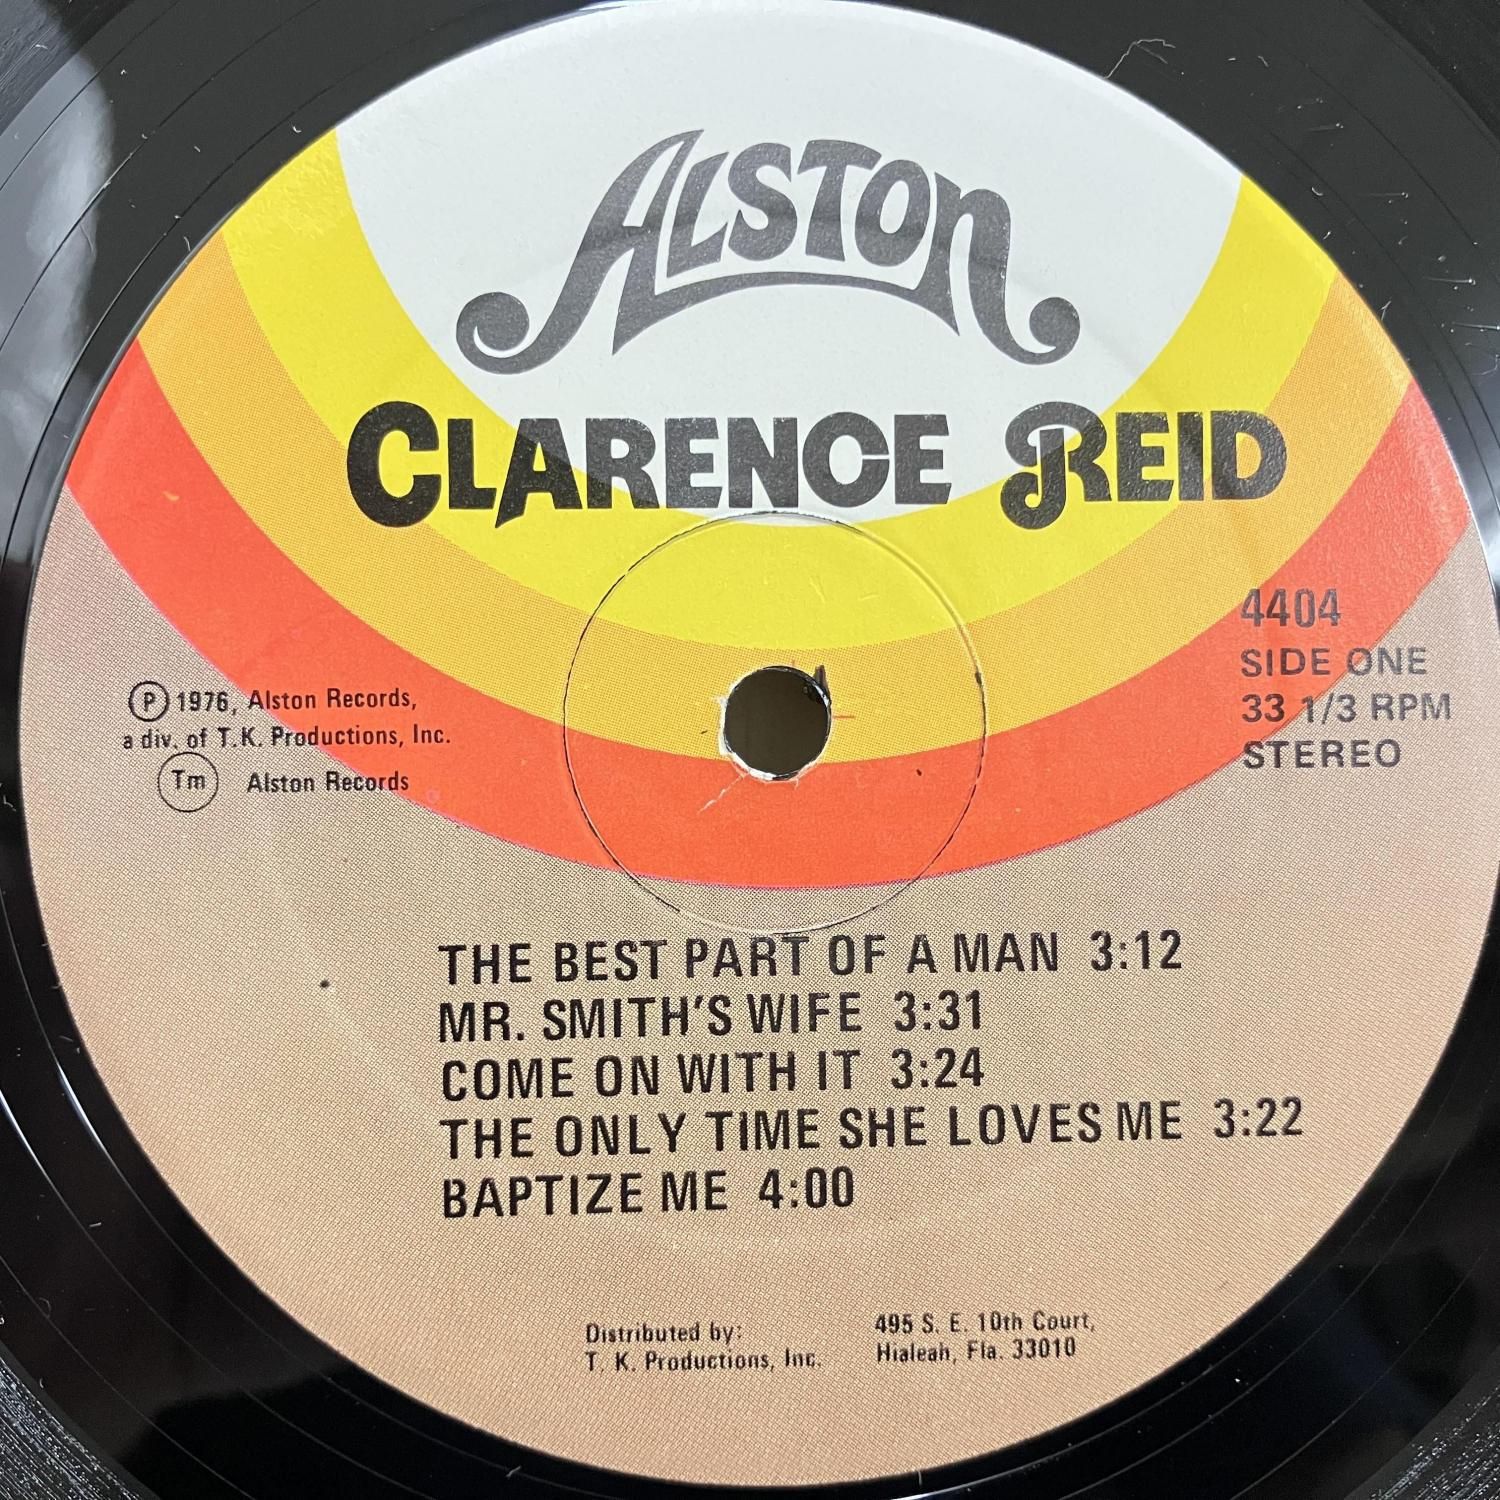 ALSTON
CLARENCE REID
4404
SIDE ONE
33 1/3 RPM
STEREO
Ⓟ 1976, Alston Records,
a div. of T.K. Productions, Inc.
Tm Alston Records
THE BEST PART OF A MAN 3:12
MR. SMITH'S WIFE 3:31
COME ON WITH IT 3:24
THE ONLY TIME SHE LOVES ME 3:22
BAPTIZE ME 4:00
Distributed by:
T. K. Productions, Inc.
495 S. E. 10th Court,
Hialeah, Fla. 33010